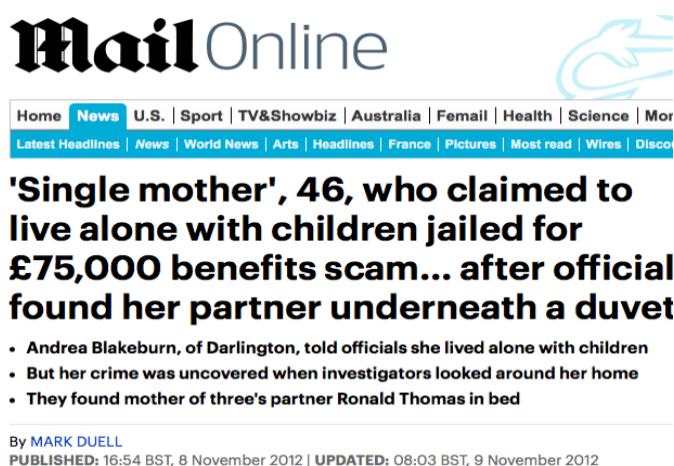 Mail Online
Home News U.S. | Sport | TV&Showbiz | Australia | Femail | Health | Science | Mor
Latest Headlines | News | World News | Arts | Headlines | France | Pictures | Most read | Wires | Disco
'Single mother', 46, who claimed to
live alone with children jailed for
£75,000 benefits scam... after official
found her partner underneath a duvet
• Andrea Blakeburn, of Darlington, told officials she lived alone with children
• But her crime was uncovered when investigators looked around her home
• They found mother of three's partner Ronald Thomas in bed
By MARK DUELL
PUBLISHED: 16:54 BST, 8 November 2012 | UPDATED: 08:03 BST, 9 November 2012